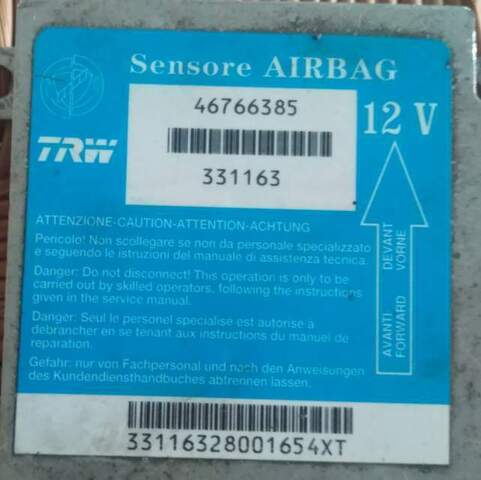 Sensore AIRBAG
46766385
331163
12 V
TRW
ATTENZIONE-CAUTION-ATTENTION-ACHTUNG
Pericolo! Non scollegare se non da personale specializzato
e seguendo le istruzioni del manuale di assistenza tecnica.
Danger: Do not disconnect! This operation is only to be
carried out by skilled operators, following the instructions
given in the service manual.
Danger: Seul lo personel specialise est autorise a
debrancher en se tenant aux instructions du manuel de
reparation.
Gefahr: nur von Fachpersonal und nach den Anweisungen
des Kundendiensthandbuches abtrennen lassen.
AVANTI DEVANT
FORWARD VORNE
33116328001654XT